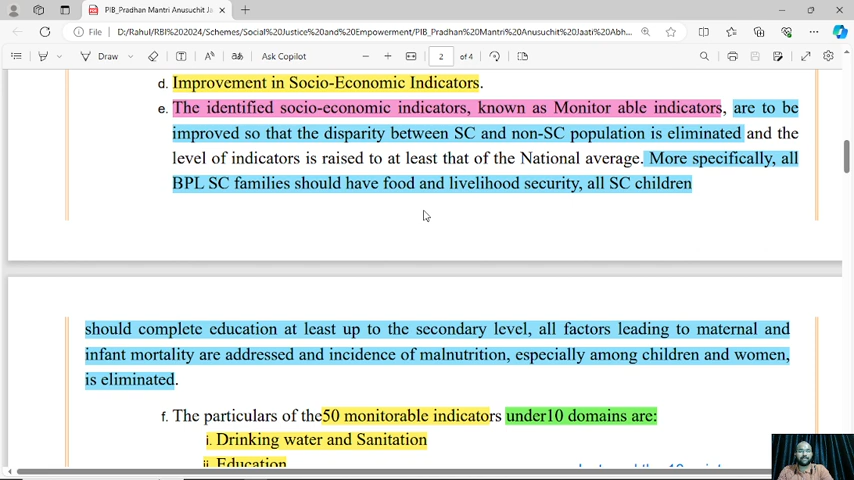 PIB_Pradhan Mantri Anusuchit Ja
File
D:/Rahul/RBI%202024/Schemes/Social%20Justice%20and%20Empowerment/PIB_Pradhan%20Mantri%20Anusuchit%20Jaati%20Abh...
Draw
Ask Copilot
2 of 4
d. Improvement in Socio-Economic Indicators.
e. The identified socio-economic indicators, known as Monitor able indicators, are to be
improved so that the disparity between SC and non-SC population is eliminated and the
level of indicators is raised to at least that of the National average. More specifically, all
BPL SC families should have food and livelihood security, all SC children
should complete education at least up to the secondary level, all factors leading to maternal and
infant mortality are addressed and incidence of malnutrition, especially among children and women,
is eliminated.
f. The particulars of the50 monitorable indicators under10 domains are:
i. Drinking water and Sanitation
ii. Education